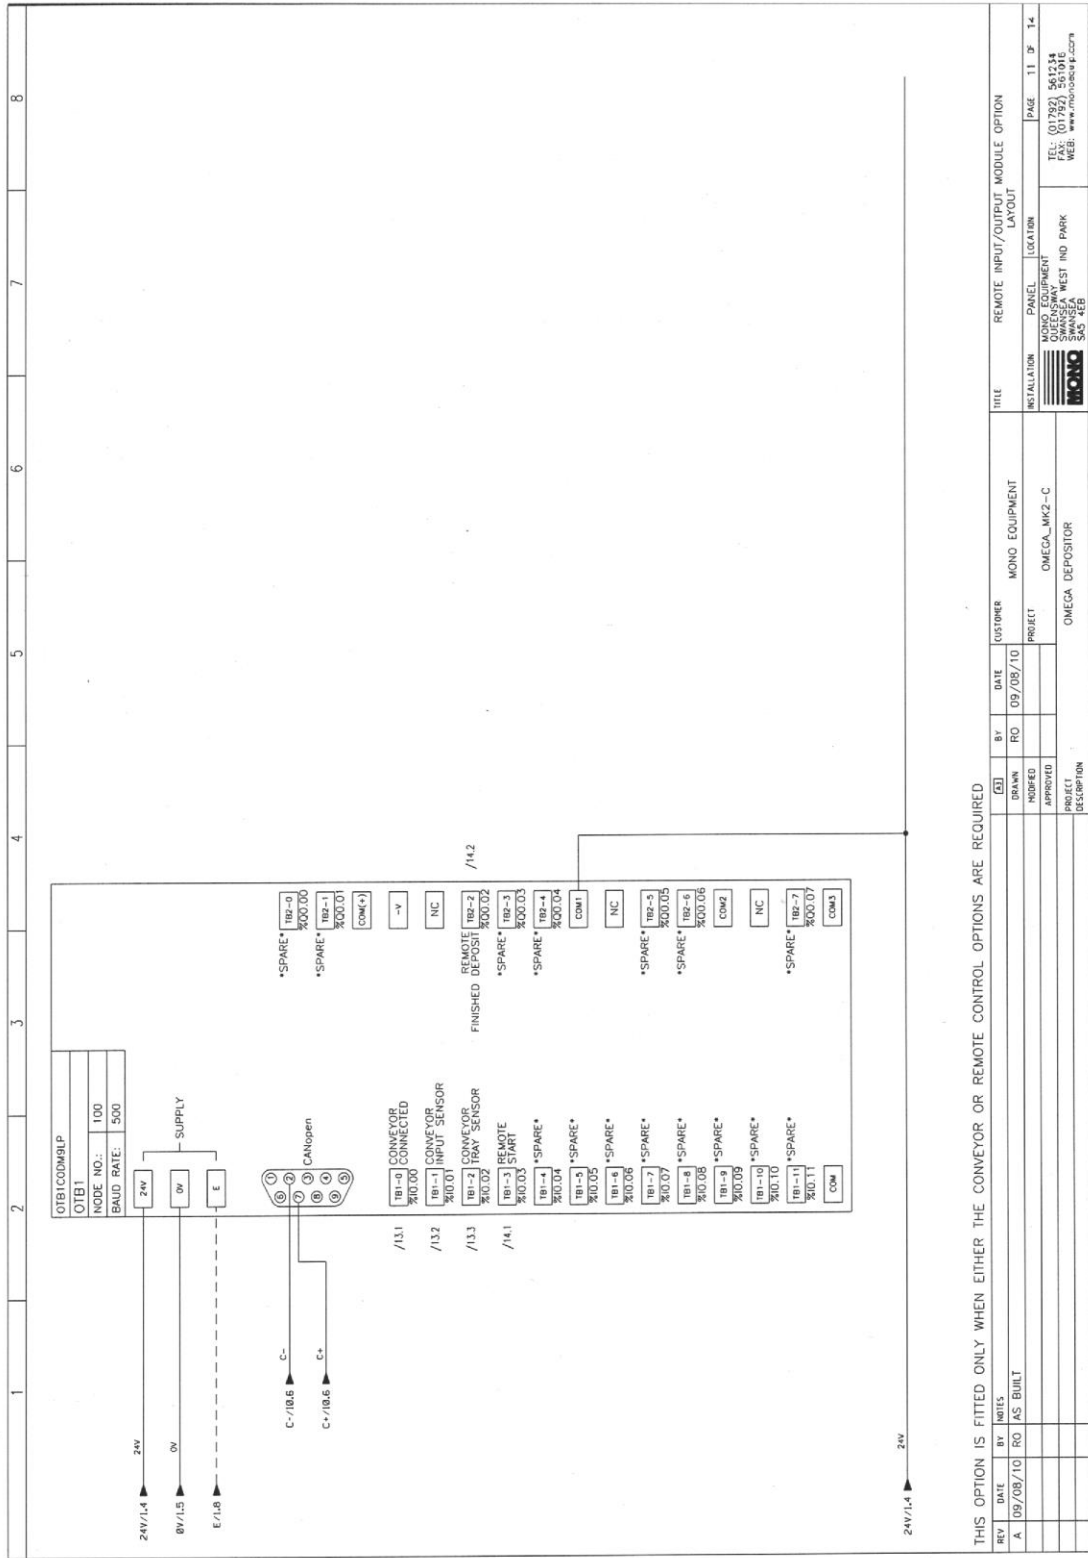 1 2 3 4 5 6 7 8
OTB1C0DM9LP
OTB1
NODE NO.: 100
BAUD RATE: 500
24V/1.4 24V 24V
0V/1.5 0V 0V SUPPLY
E/1.8 E
CANopen
1 2 3 4 5
6 7 8 9
C-/10.6 C-
C+/10.6 C+
/13.1 TB1-0 CONVEYOR
%I0.00 CONNECTED
/13.2 TB1-1 CONVEYOR
%I0.01 INPUT SENSOR
/13.3 TB1-2 CONVEYOR
%I0.02 TRAY SENSOR
/14.1 TB1-3 REMOTE
%I0.03 START
TB1-4 *SPARE*
%I0.04
TB1-5 *SPARE*
%I0.05
TB1-6 *SPARE*
%I0.06
TB1-7 *SPARE*
%I0.07
TB1-8 *SPARE*
%I0.08
TB1-9 *SPARE*
%I0.09
TB1-10 *SPARE*
%I0.10
TB1-11 *SPARE*
%I0.11
COM
*SPARE* TB2-0
%Q0.00
*SPARE* TB2-1
%Q0.01
COM(+)
-V
NC
REMOTE TB2-2 /14.2
FINISHED DEPOSIT %Q0.02
*SPARE* TB2-3
%Q0.03
*SPARE* TB2-4
%Q0.04
COM1
NC
*SPARE* TB2-5
%Q0.05
*SPARE* TB2-6
%Q0.06
COM2
NC
*SPARE* TB2-7
%Q0.07
COM3
24V/1.4 24V
THIS OPTION IS FITTED ONLY WHEN EITHER THE CONVEYOR OR REMOTE CONTROL OPTIONS ARE REQUIRED
REV DATE BY NOTES
A 09/08/10 RO AS BUILT
A3 BY DATE
DRAWN RO 09/08/10
MODIFIED
APPROVED
CUSTOMER MONO EQUIPMENT
PROJECT OMEGA_MK2-C
PROJECT
DESCRIPTION
OMEGA DEPOSITOR
TITLE REMOTE INPUT/OUTPUT MODULE OPTION
LAYOUT
INSTALLATION PANEL LOCATION PAGE 11 OF 14
MONO
MONO EQUIPMENT
QUEENSWAY
SWANSEA WEST IND PARK
SWANSEA
SA5 4EB
TEL: (01792) 561234
FAX: (01792) 561016
WEB: www.monoequip.com